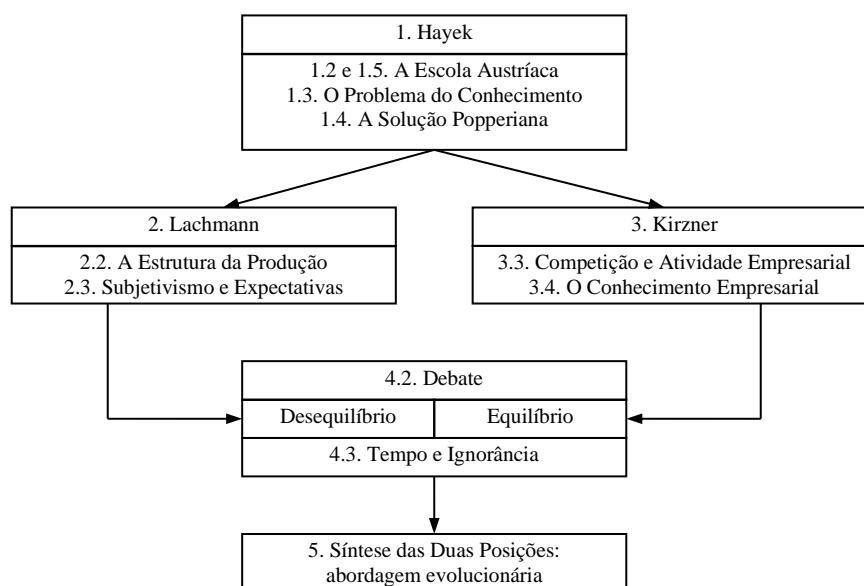 1. Hayek
1.2 e 1.5. A Escola Austríaca
1.3. O Problema do Conhecimento
1.4. A Solução Popperiana
2. Lachmann
2.2. A Estrutura da Produção
2.3. Subjetivismo e Expectativas
3. Kirzner
3.3. Competição e Atividade Empresarial
3.4. O Conhecimento Empresarial
4.2. Debate
Desequilíbrio
Equilíbrio
4.3. Tempo e Ignorância
5. Síntese das Duas Posições:
abordagem evolucionária